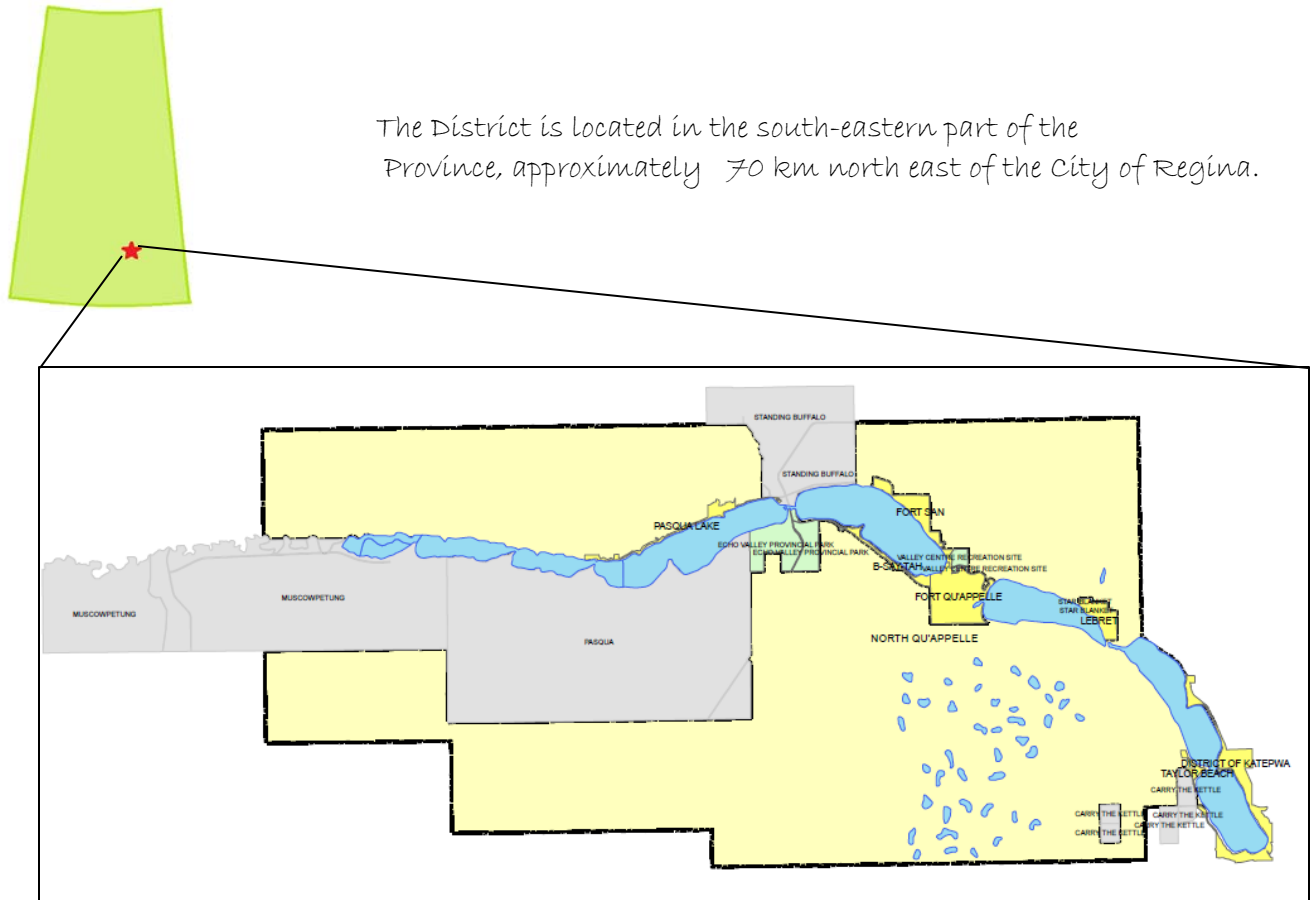 The District is located in the south-eastern part of the
Province, approximately 70 km north east of the City of Regina.
STANDING BUFFALO
STANDING BUFFALO
FORT SAN
PASQUA LAKE
ECHO VALLEY PROVINCIAL PARK
ECHO VALLEY PROVINCIAL PARK
VALLEY CENTRE RECREATION SITE
B-SAY-TAH
VALLEY CENTRE RECREATION SITE
FORT QU'APPELLE
MUSCOWPETUNG
MUSCOWPETUNG
STAR BLANKET
STAR BLANKET
LEBRET
PASQUA
NORTH QU'APPELLE
DISTRICT OF KATEPWA
TAYLOR BEACH
CARRY THE KETTLE
CARRY THE KETTLE
CARRY THE KETTLE
CARRY THE KETTLE
CARRY THE KETTLE